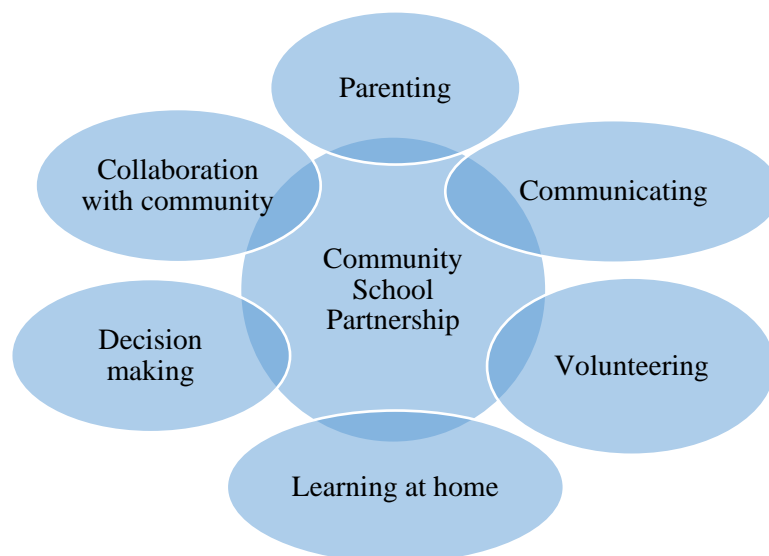 Parenting
Communicating
Volunteering
Learning at home
Decision
making
Collaboration
with community
Community
School
Partnership